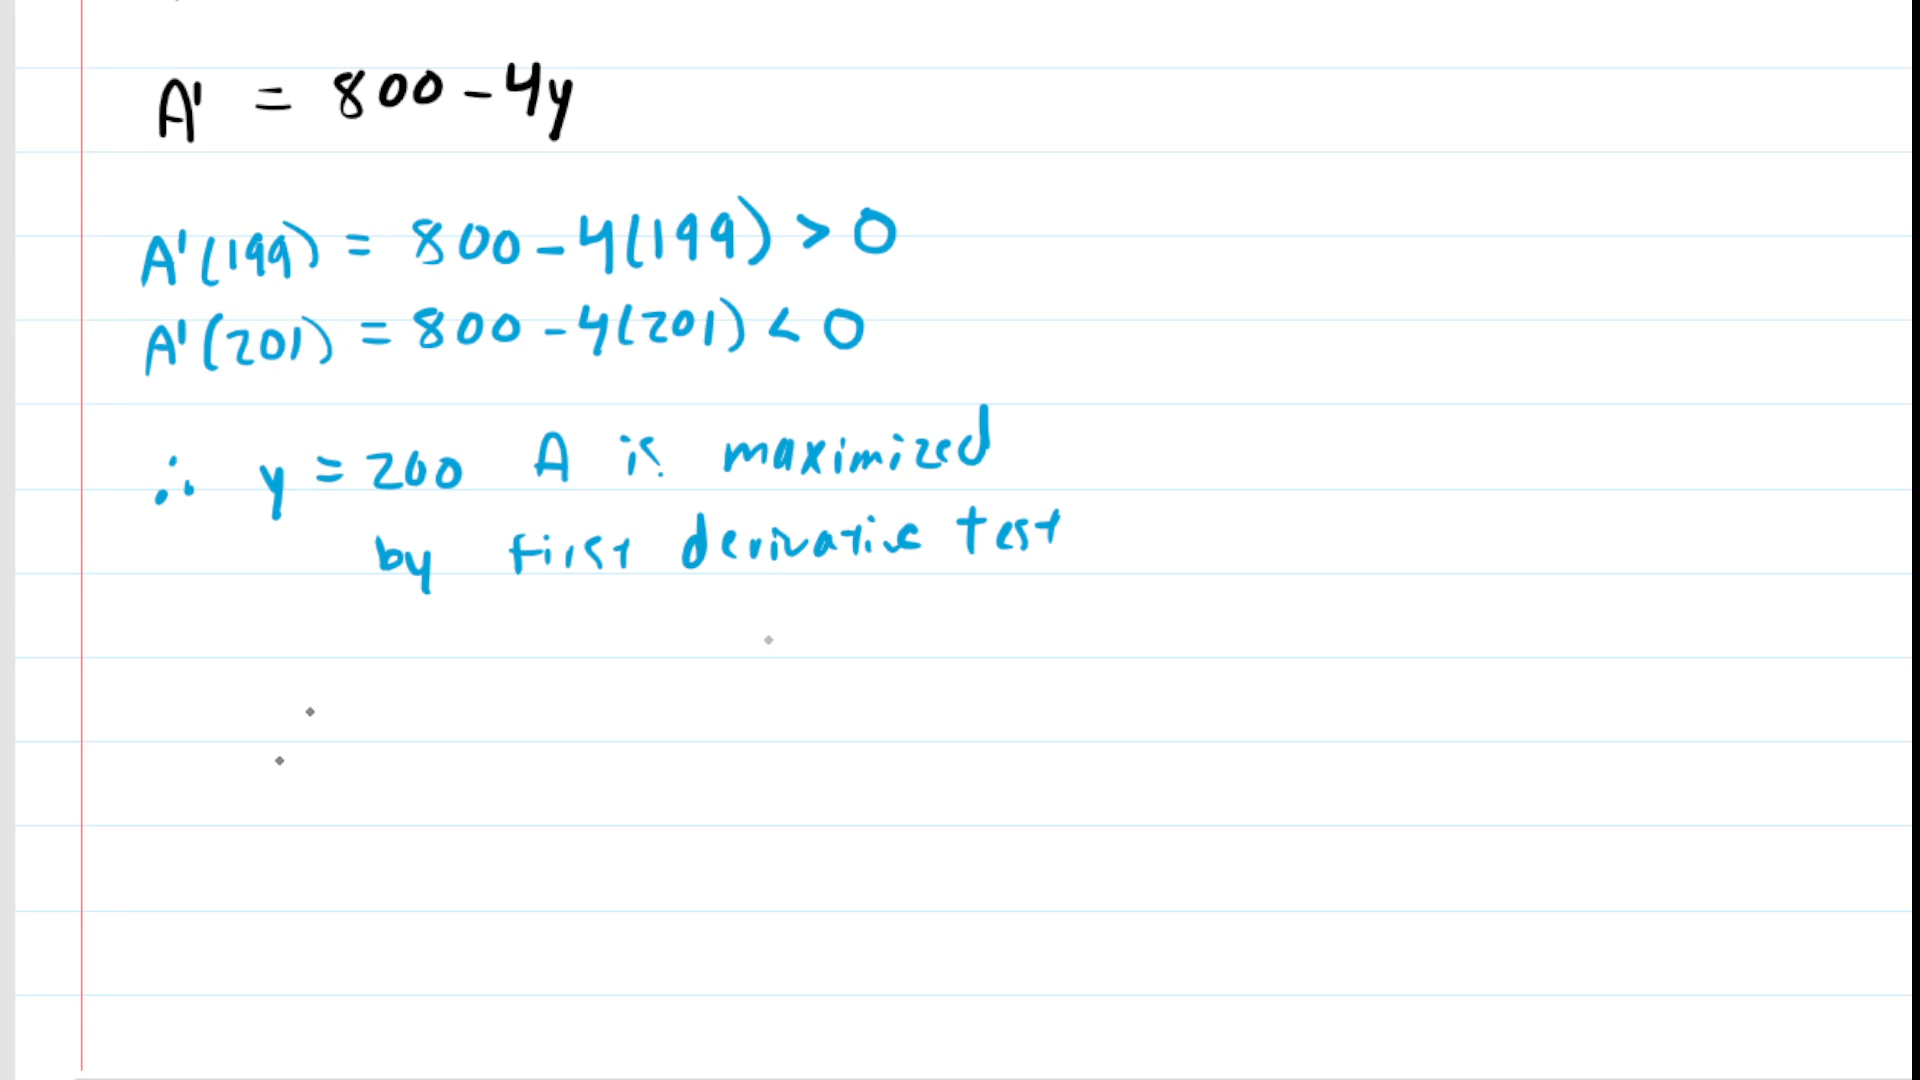 A' = 800 - 4y
A'(199) = 800 - 4(199) > 0
A'(201) = 800 - 4(201) < 0
∴ y = 200 A is maximized
by first derivative test